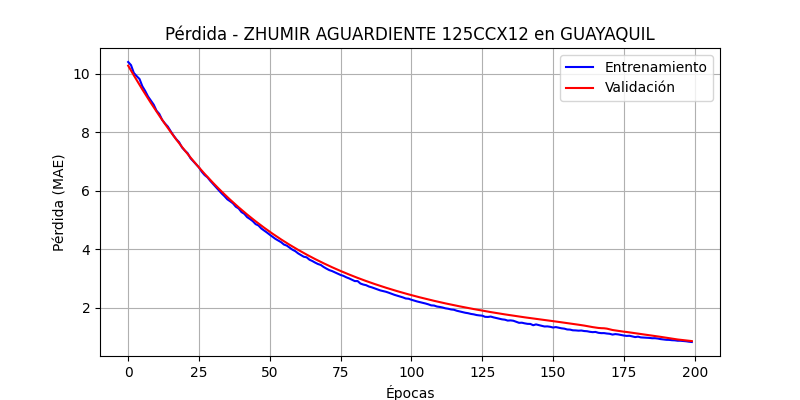 Pérdida - ZHUMIR AGUARDIENTE 125CCX12 en GUAYAQUIL
Entrenamiento
Validación
Pérdida (MAE)
10
8
6
4
2
0 25 50 75 100 125 150 175 200
Épocas